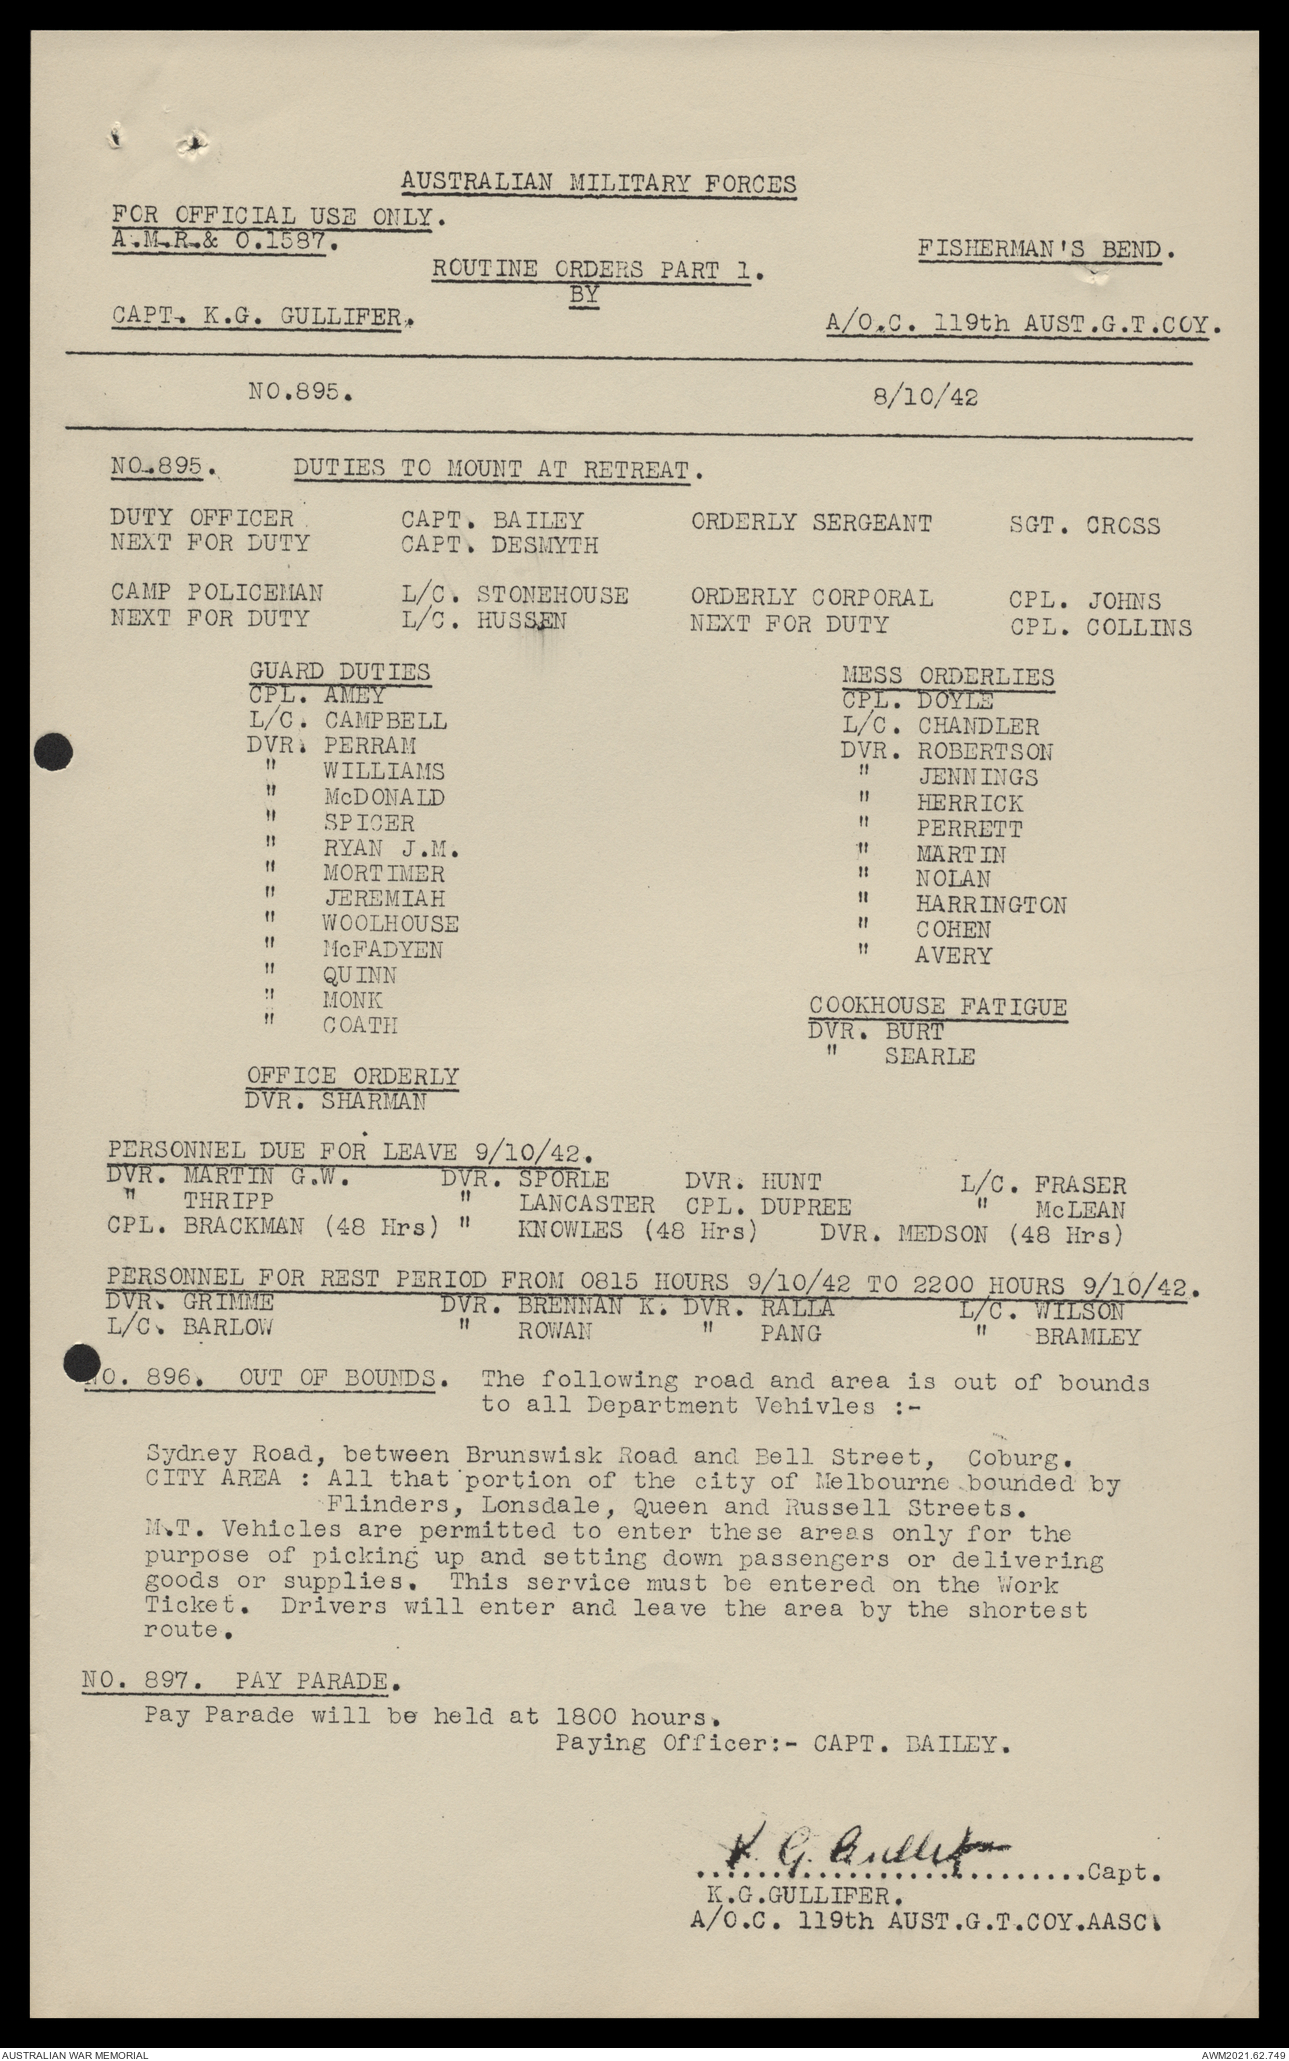 AUSTRALIAN MILITARY FORCES
FOR OFFICIAL USE ONLY.
A.M.R.& O.1587.
FISHERMAN'S BEND.
ROUTINE ORDERS PART 1.
BY
CAPT. K.G. GULLIFER.
A/O.C. 119th AUST.G.T.COY.
NO.895. 8/10/42
NO.895. DUTIES TO MOUNT AT RETREAT.
DUTY OFFICER CAPT. BAILEY ORDERLY SERGEANT SGT. CROSS
NEXT FOR DUTY CAPT. DESMYTH
CAMP POLICEMAN L/C. STONEHOUSE ORDERLY CORPORAL CPL. JOHNS
NEXT FOR DUTY L/C. HUSSEN NEXT FOR DUTY CPL. COLLINS
GUARD DUTIES
CPL. AMEY
L/C. CAMPBELL
DVR. PERRAM
" WILLIAMS
" McDONALD
" SPICER
" RYAN J.M.
" MORTIMER
" JEREMIAH
" WOOLHOUSE
" McFADYEN
" QUINN
" MONK
" COATH
OFFICE ORDERLY
DVR. SHARMAN
MESS ORDERLIES
CPL. DOYLE
L/C. CHANDLER
DVR. ROBERTSON
" JENNINGS
" HERRICK
" PERRETT
" MARTIN
" NOLAN
" HARRINGTON
" COHEN
" AVERY
COOKHOUSE FATIGUE
DVR. BURT
" SEARLE
PERSONNEL DUE FOR LEAVE 9/10/42.
DVR. MARTIN G.W. DVR. SPORLE DVR. HUNT L/C. FRASER
" THRIPP " LANCASTER CPL. DUPREE " McLEAN
CPL. BRACKMAN (48 Hrs) " KNOWLES (48 Hrs) DVR. MEDSON (48 Hrs)
PERSONNEL FOR REST PERIOD FROM 0815 HOURS 9/10/42 TO 2200 HOURS 9/10/42.
DVR. GRIMME DVR. BRENNAN K. DVR. RALLA L/C. WILSON
L/C. BARLOW " ROWAN " PANG " BRAMLEY
NO. 896. OUT OF BOUNDS. The following road and area is out of bounds
to all Department Vehivles :-
Sydney Road, between Brunswisk Road and Bell Street, Coburg.
CITY AREA : All that portion of the city of Melbourne bounded by
Flinders, Lonsdale, Queen and Russell Streets.
M.T. Vehicles are permitted to enter these areas only for the
purpose of picking up and setting down passengers or delivering
goods or supplies. This service must be entered on the Work
Ticket. Drivers will enter and leave the area by the shortest
route.
NO. 897. PAY PARADE.
Pay Parade will be held at 1800 hours.
Paying Officer:- CAPT. BAILEY.
K. G. Gullifer
..........................Capt.
K.G.GULLIFER.
A/O.C. 119th AUST.G.T.COY.AASC.
AUSTRALIAN WAR MEMORIAL AWM2021.62.749